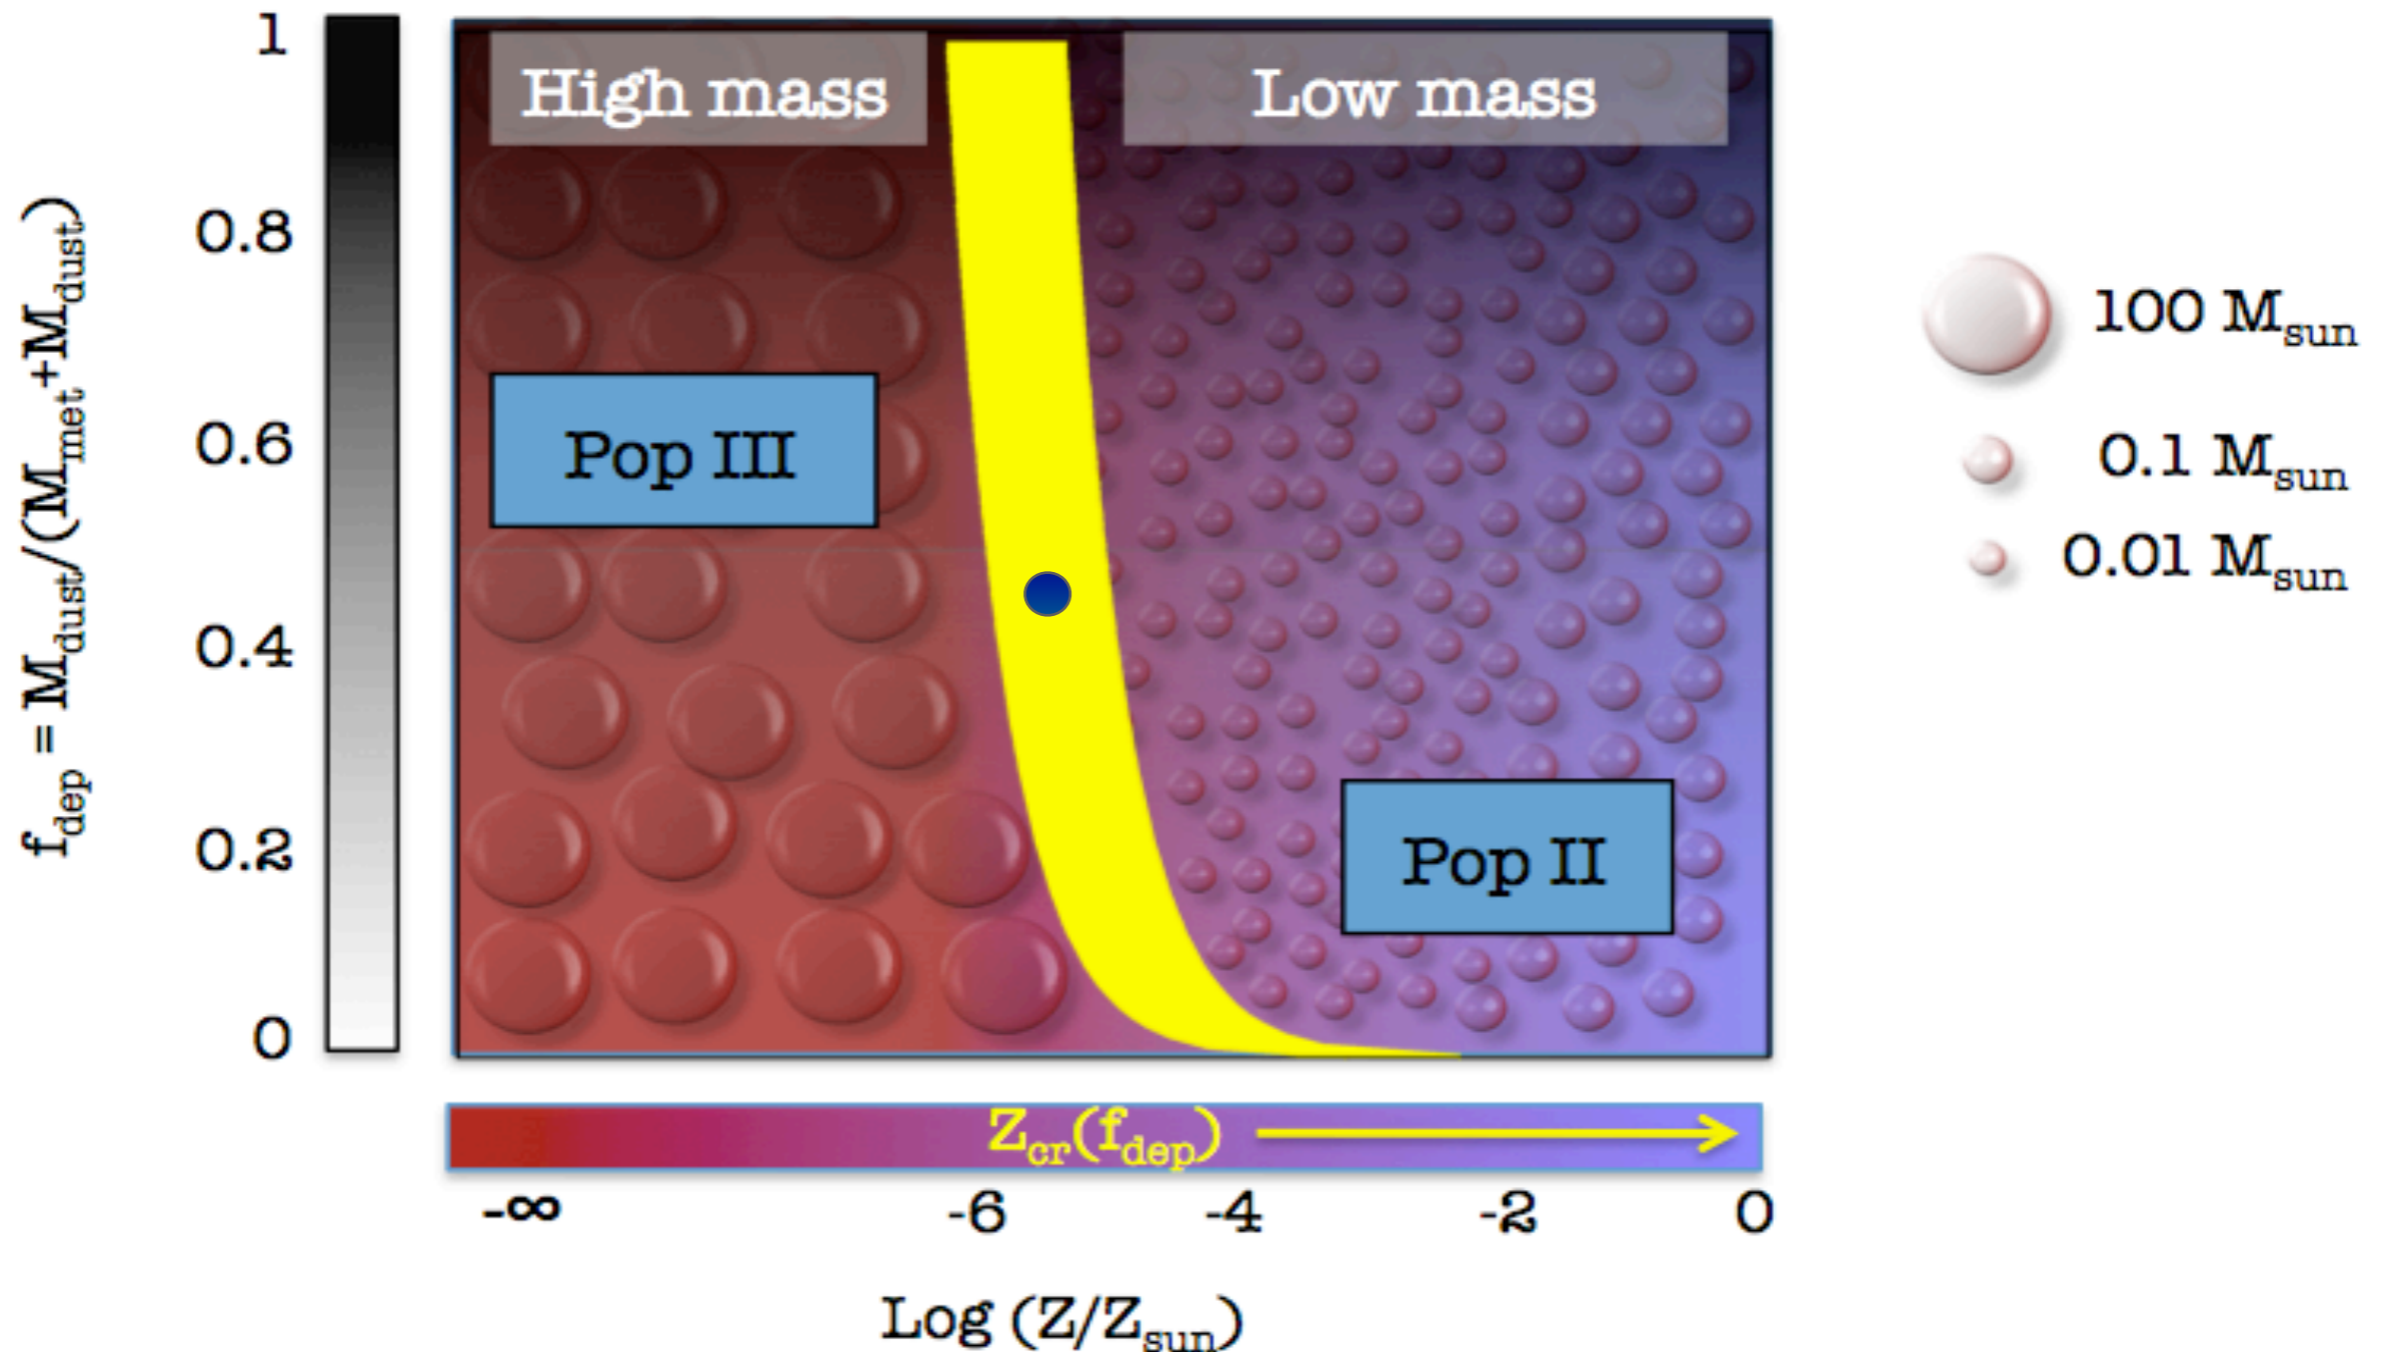 1
0.8
0.6
0.4
0.2
0
f_dep = M_dust/(M_met+M_dust)
High mass
Low mass
Pop III
Pop II
100 M_sun
0.1 M_sun
0.01 M_sun
Z_cr(f_dep)
-∞ -6 -4 -2 0
Log (Z/Z_sun)